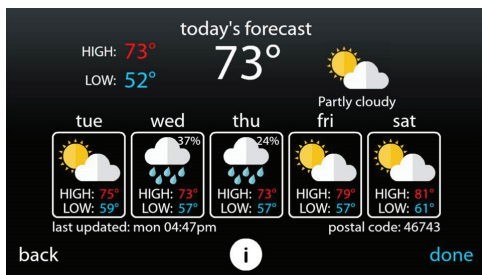 today's forecast
HIGH: 73°
73°
LOW: 52°
Partly cloudy
tue wed thu fri sat
37% 24%
HIGH: 75° HIGH: 73° HIGH: 73° HIGH: 79° HIGH: 81°
LOW: 59° LOW: 57° LOW: 57° LOW: 57° LOW: 61°
last updated: mon 04:47pm postal code: 46743
back i done